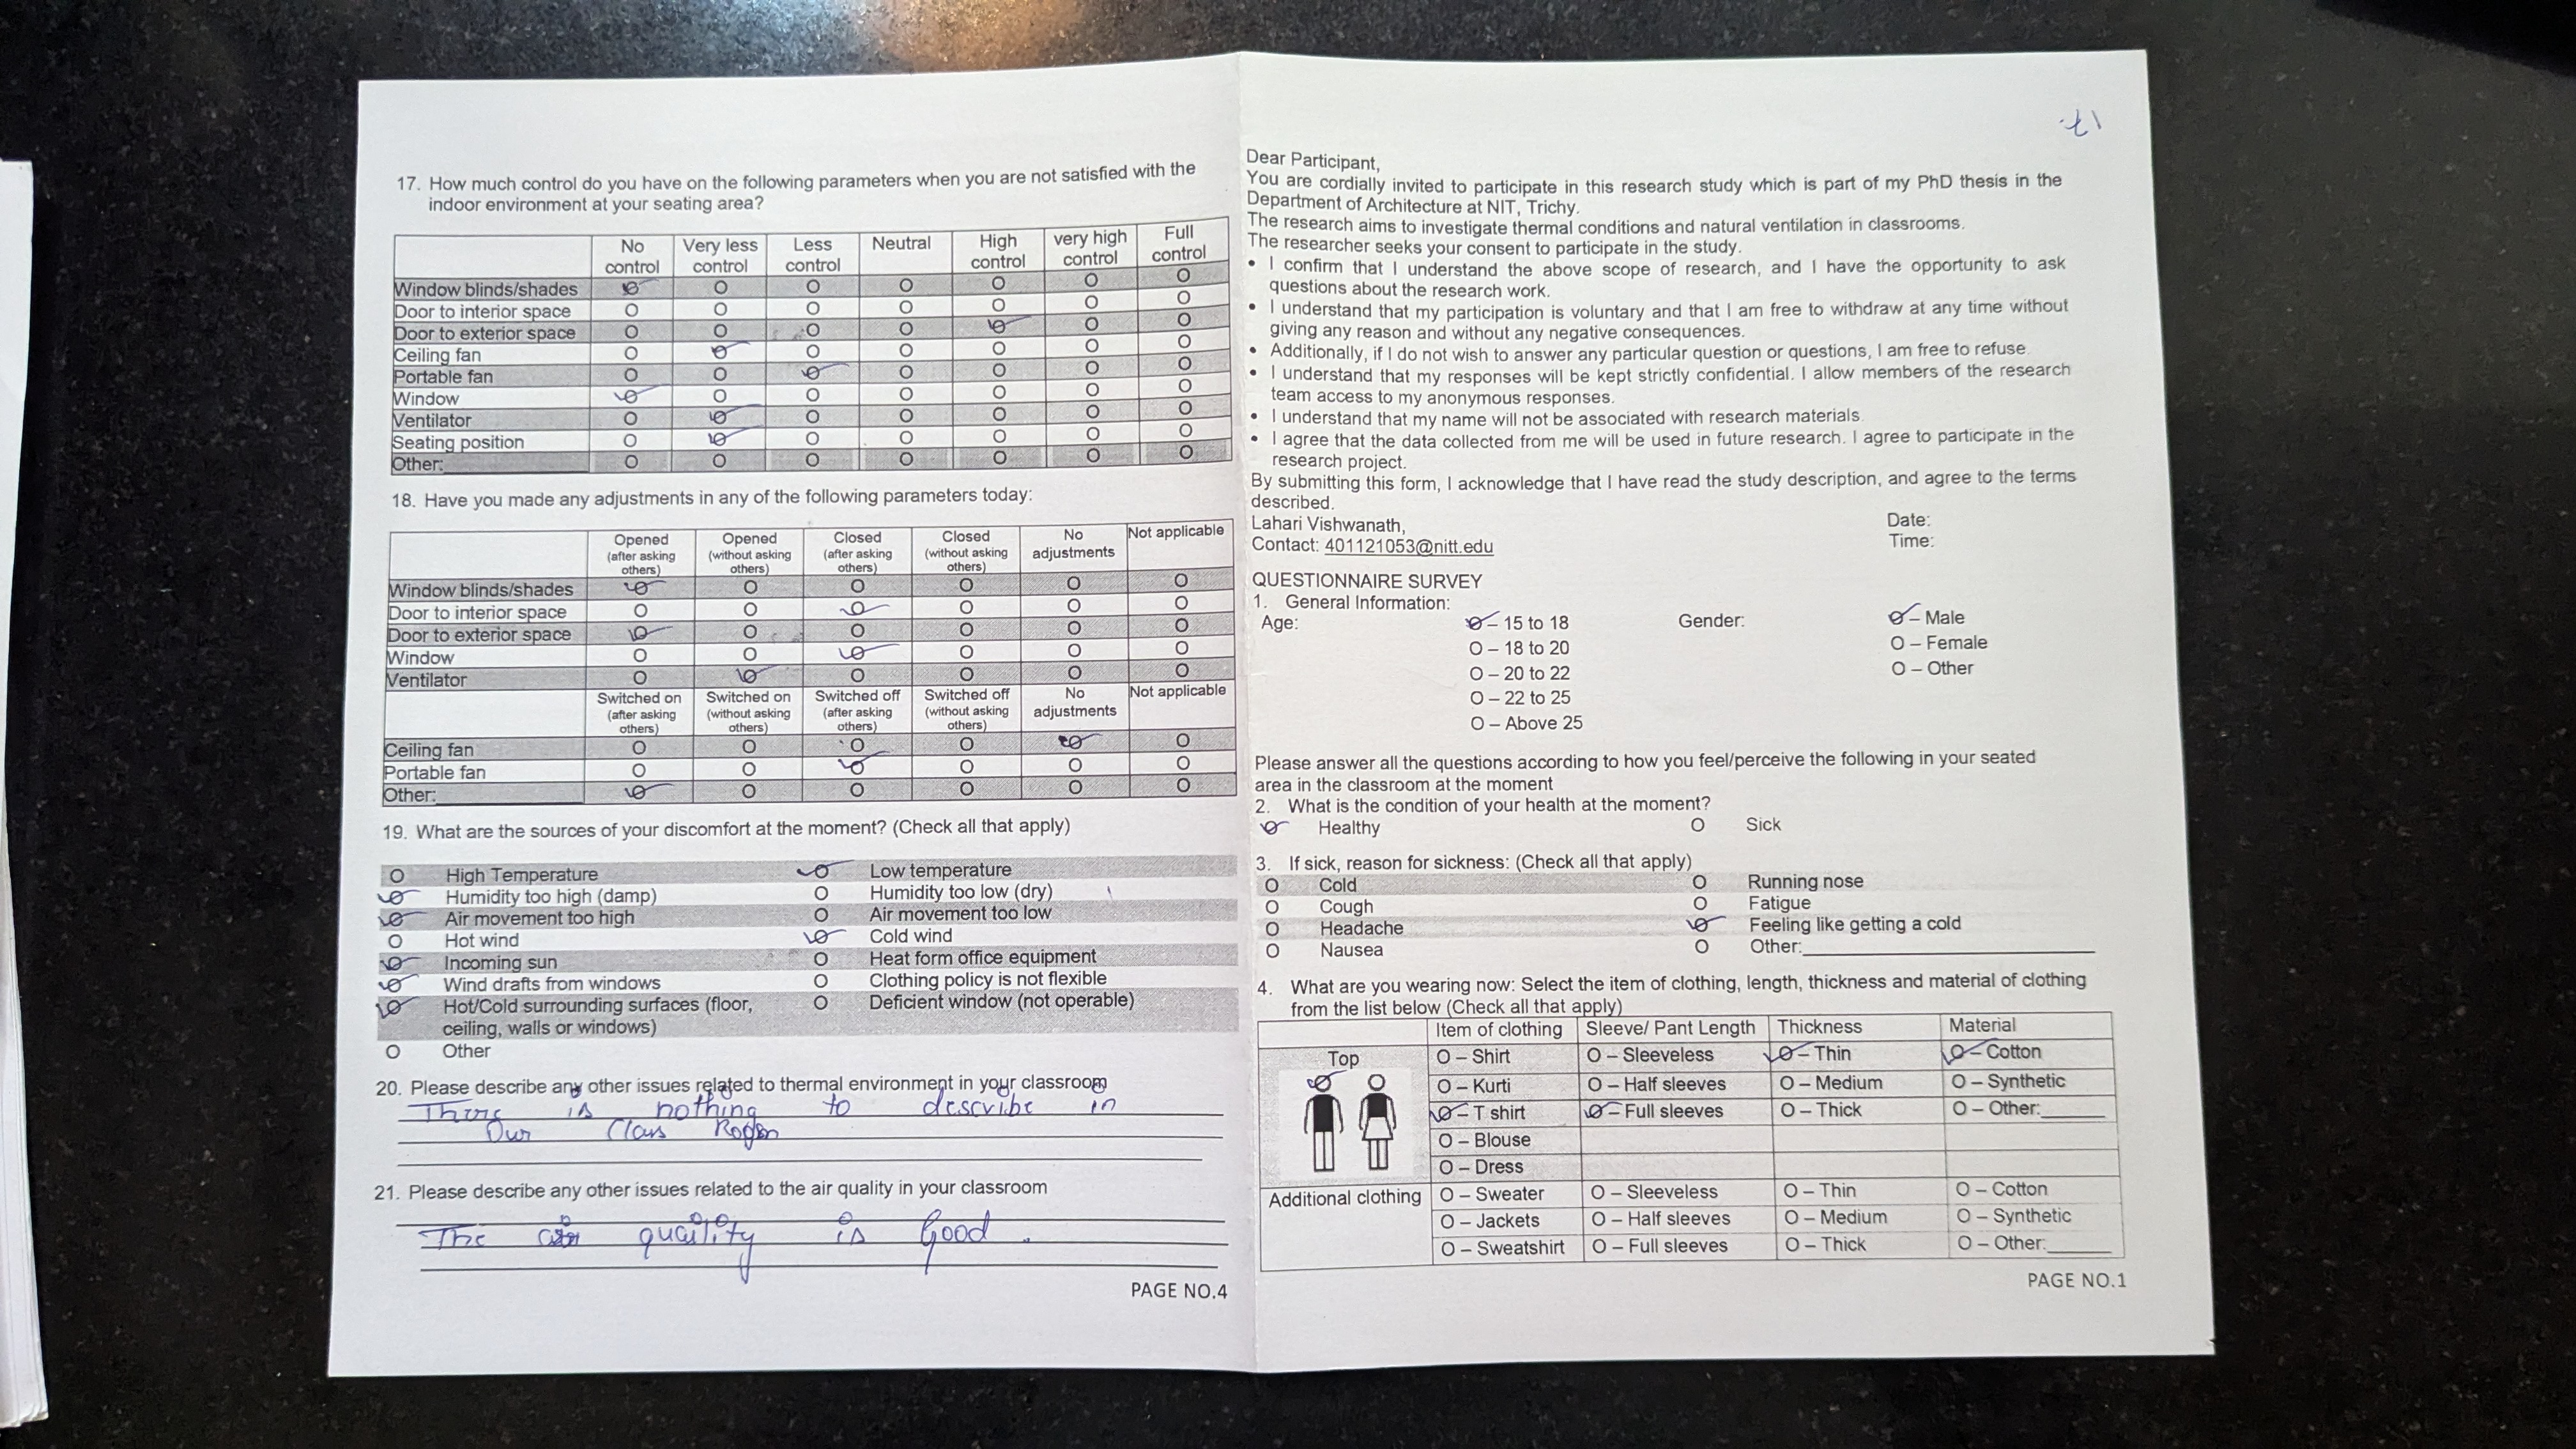 17. How much control do you have on the following parameters when you are not satisfied with the
indoor environment at your seating area?
No control Very less control Less control Neutral High control very high control Full control
Window blinds/shades O O O O O O O
Door to interior space O O O O O O O
Door to exterior space O O O O O O O
Ceiling fan O O O O O O O
Portable fan O O O O O O O
Window O O O O O O O
Ventilator O O O O O O O
Seating position O O O O O O O
Other:________ O O O O O O O
18. Have you made any adjustments in any of the following parameters today:
Opened (after asking others) Opened (without asking others) Closed (after asking others) Closed (without asking others) No adjustments Not applicable
Window blinds/shades O O O O O O
Door to interior space O O O O O O
Door to exterior space O O O O O O
Window O O O O O O
Ventilator O O O O O O
Switched on (after asking others) Switched on (without asking others) Switched off (after asking others) Switched off (without asking others) No adjustments Not applicable
Ceiling fan O O O O O O
Portable fan O O O O O O
Other:________ O O O O O O
19. What are the sources of your discomfort at the moment? (Check all that apply)
O High Temperature O Low temperature
O Humidity too high (damp) O Humidity too low (dry)
O Air movement too high O Air movement too low
O Hot wind O Cold wind
O Incoming sun O Heat form office equipment
O Wind drafts from windows O Clothing policy is not flexible
O Hot/Cold surrounding surfaces (floor, O Deficient window (not operable)
ceiling, walls or windows)
O Other
20. Please describe any other issues related to thermal environment in your classroom
There is nothing to describe in
Our Class
21. Please describe any other issues related to the air quality in your classroom
The quality is Good.
PAGE NO.4
Dear Participant,
You are cordially invited to participate in this research study which is part of my PhD thesis in the
Department of Architecture at NIT, Trichy.
The research aims to investigate thermal conditions and natural ventilation in classrooms.
The researcher seeks your consent to participate in the study.
• I confirm that I understand the above scope of research, and I have the opportunity to ask
questions about the research work.
• I understand that my participation is voluntary and that I am free to withdraw at any time without
giving any reason and without any negative consequences.
• Additionally, if I do not wish to answer any particular question or questions, I am free to refuse.
• I understand that my responses will be kept strictly confidential. I allow members of the research
team access to my anonymous responses.
• I understand that my name will not be associated with research materials.
• I agree that the data collected from me will be used in future research. I agree to participate in the
research project.
By submitting this form, I acknowledge that I have read the study description, and agree to the terms
described.
Lahari Vishwanath, Date:
Contact: 401121053@nitt.edu Time:
QUESTIONNAIRE SURVEY
1. General Information:
Age: O – 15 to 18 Gender: O – Male
O – 18 to 20 O – Female
O – 20 to 22 O – Other
O – 22 to 25
O – Above 25
Please answer all the questions according to how you feel/perceive the following in your seated
area in the classroom at the moment
2. What is the condition of your health at the moment?
O Healthy O Sick
3. If sick, reason for sickness: (Check all that apply)
O Cold O Running nose
O Cough O Fatigue
O Headache O Feeling like getting a cold
O Nausea O Other:________
4. What are you wearing now: Select the item of clothing, length, thickness and material of clothing
from the list below (Check all that apply)
Item of clothing Sleeve/ Pant Length Thickness Material
Top O – Shirt O – Sleeveless O – Thin O – Cotton
O – Kurti O – Half sleeves O – Medium O – Synthetic
O – T shirt O – Full sleeves O – Thick O – Other:______
O – Blouse
O – Dress
Additional clothing O – Sweater O – Sleeveless O – Thin O – Cotton
O – Jackets O – Half sleeves O – Medium O – Synthetic
O – Sweatshirt O – Full sleeves O – Thick O – Other:______
PAGE NO.1